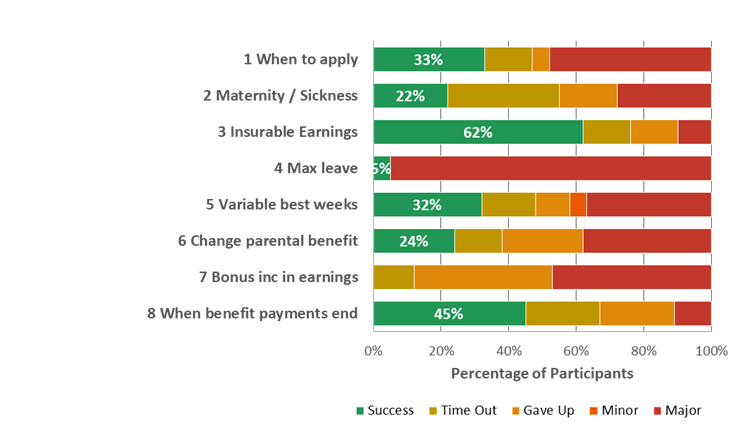 1 When to apply
33%
2 Maternity / Sickness
22%
3 Insurable Earnings
62%
4 Max leave
5%
5 Variable best weeks
32%
6 Change parental benefit
24%
7 Bonus inc in earnings
8 When benefit payments end
45%
0% 20% 40% 60% 80% 100%
Percentage of Participants
Success Time Out Gave Up Minor Major